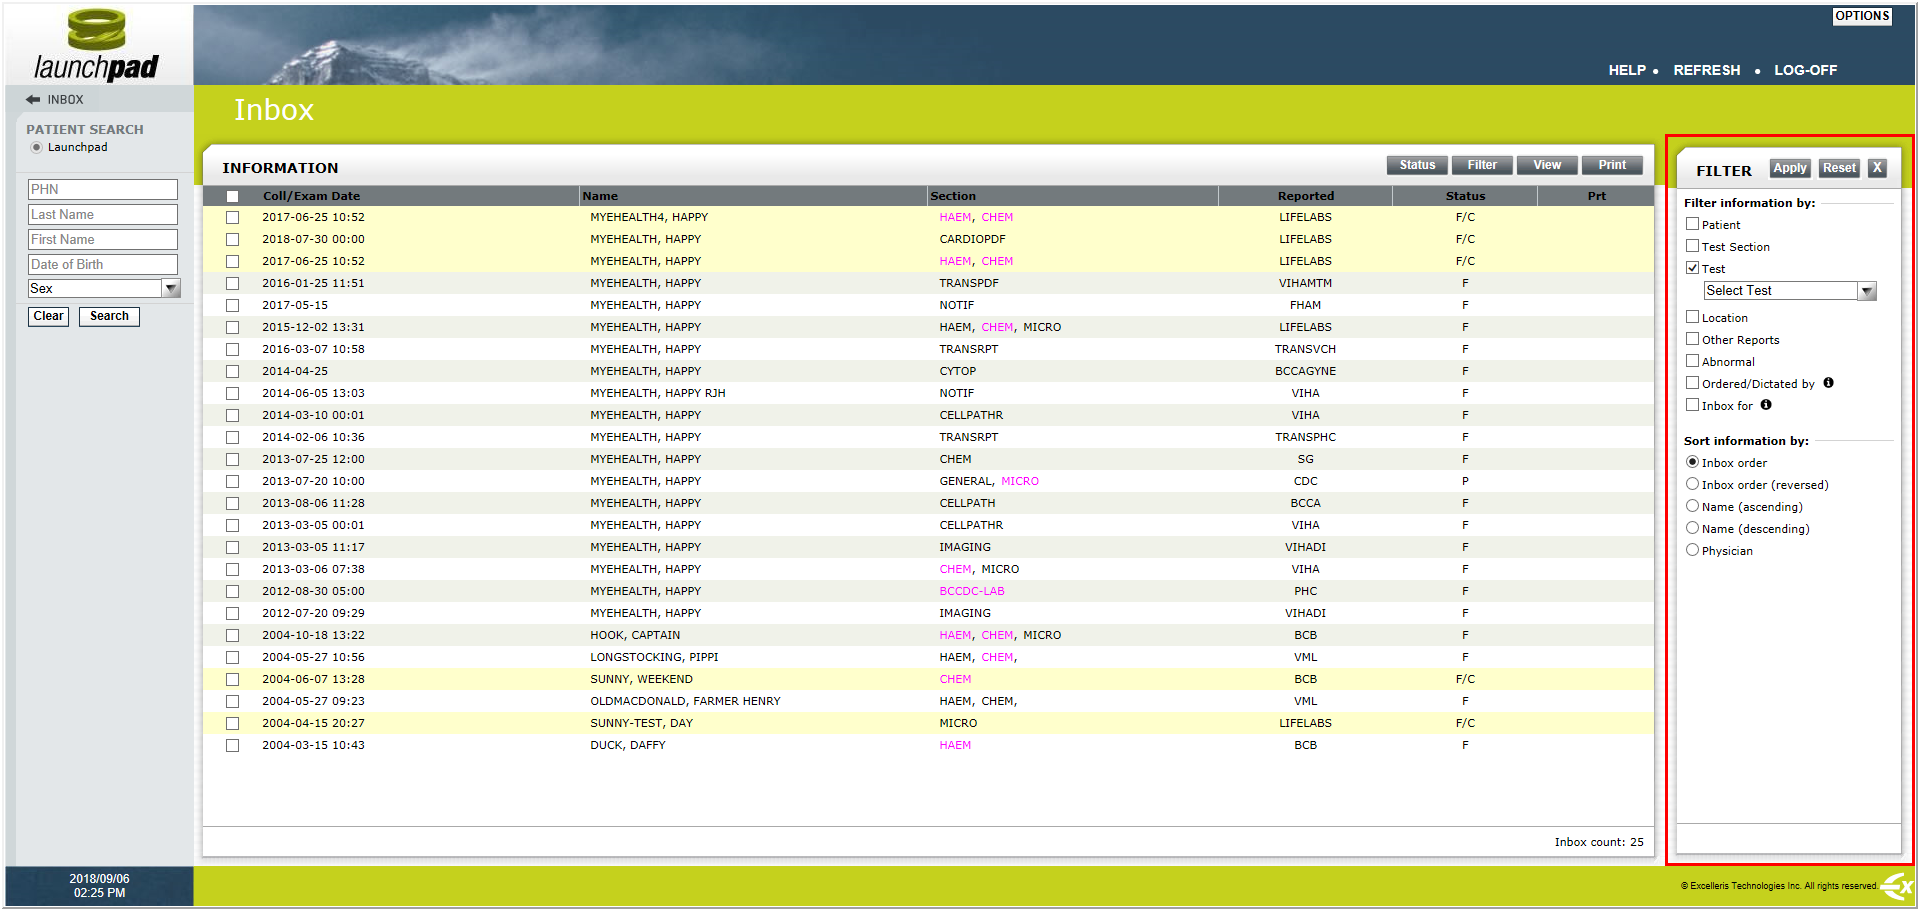 OPTIONS
launchpad
HELP • REFRESH • LOG-OFF
INBOX
Inbox
PATIENT SEARCH
Launchpad
PHN
Last Name
First Name
Date of Birth
Sex
Clear Search
INFORMATION Status Filter View Print
Coll/Exam Date Name Section Reported Status Prt
2017-06-25 10:52 MYEHEALTH4, HAPPY HAEM, CHEM LIFELABS F/C
2018-07-30 00:00 MYEHEALTH, HAPPY CARDIOPDF LIFELABS F/C
2017-06-25 10:52 MYEHEALTH, HAPPY HAEM, CHEM LIFELABS F/C
2016-01-25 11:51 MYEHEALTH, HAPPY TRANSPDF VIHAMTM F
2017-05-15 MYEHEALTH, HAPPY NOTIF FHAM F
2015-12-02 13:31 MYEHEALTH, HAPPY HAEM, CHEM, MICRO LIFELABS F
2016-03-07 10:58 MYEHEALTH, HAPPY TRANSRPT TRANSVCH F
2014-04-25 MYEHEALTH, HAPPY CYTOP BCCAGYNE F
2014-06-05 13:03 MYEHEALTH, HAPPY RJH NOTIF VIHA F
2014-03-10 00:01 MYEHEALTH, HAPPY CELLPATHR VIHA F
2014-02-06 10:36 MYEHEALTH, HAPPY TRANSRPT TRANSPHC F
2013-07-25 12:00 MYEHEALTH, HAPPY CHEM SG F
2013-07-20 10:00 MYEHEALTH, HAPPY GENERAL, MICRO CDC P
2013-08-06 11:28 MYEHEALTH, HAPPY CELLPATH BCCA F
2013-03-05 00:01 MYEHEALTH, HAPPY CELLPATHR VIHA F
2013-03-05 11:17 MYEHEALTH, HAPPY IMAGING VIHADI F
2013-03-06 07:38 MYEHEALTH, HAPPY CHEM, MICRO VIHA F
2012-08-30 05:00 MYEHEALTH, HAPPY BCCDC-LAB PHC F
2012-07-20 09:29 MYEHEALTH, HAPPY IMAGING VIHADI F
2004-10-18 13:22 HOOK, CAPTAIN HAEM, CHEM, MICRO BCB F
2004-05-27 10:56 LONGSTOCKING, PIPPI HAEM, CHEM, VML F
2004-06-07 13:28 SUNNY, WEEKEND CHEM BCB F/C
2004-05-27 09:23 OLDMACDONALD, FARMER HENRY HAEM, CHEM, VML F
2004-04-15 20:27 SUNNY-TEST, DAY MICRO LIFELABS F/C
2004-03-15 10:43 DUCK, DAFFY HAEM BCB F
Inbox count: 25
FILTER Apply Reset X
Filter information by:
Patient
Test Section
Test
Select Test
Location
Other Reports
Abnormal
Ordered/Dictated by i
Inbox for i
Sort information by:
Inbox order
Inbox order (reversed)
Name (ascending)
Name (descending)
Physician
2018/09/06
02:25 PM
© Excelleris Technologies Inc. All rights reserved.